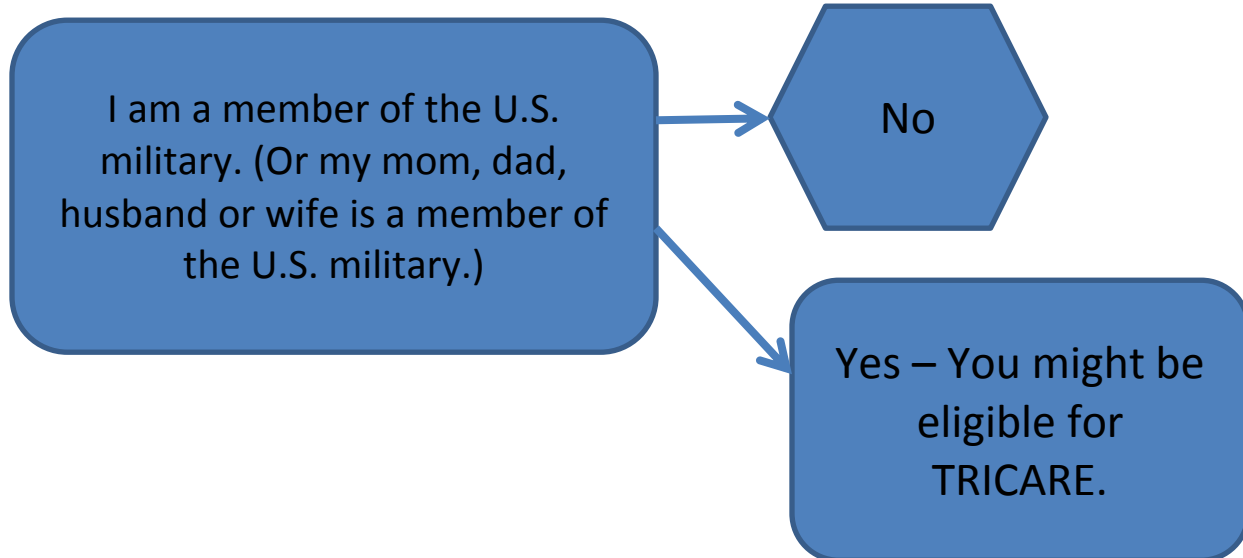 I am a member of the U.S.
military. (Or my mom, dad,
husband or wife is a member of
the U.S. military.)
No
Yes – You might be
eligible for
TRICARE.